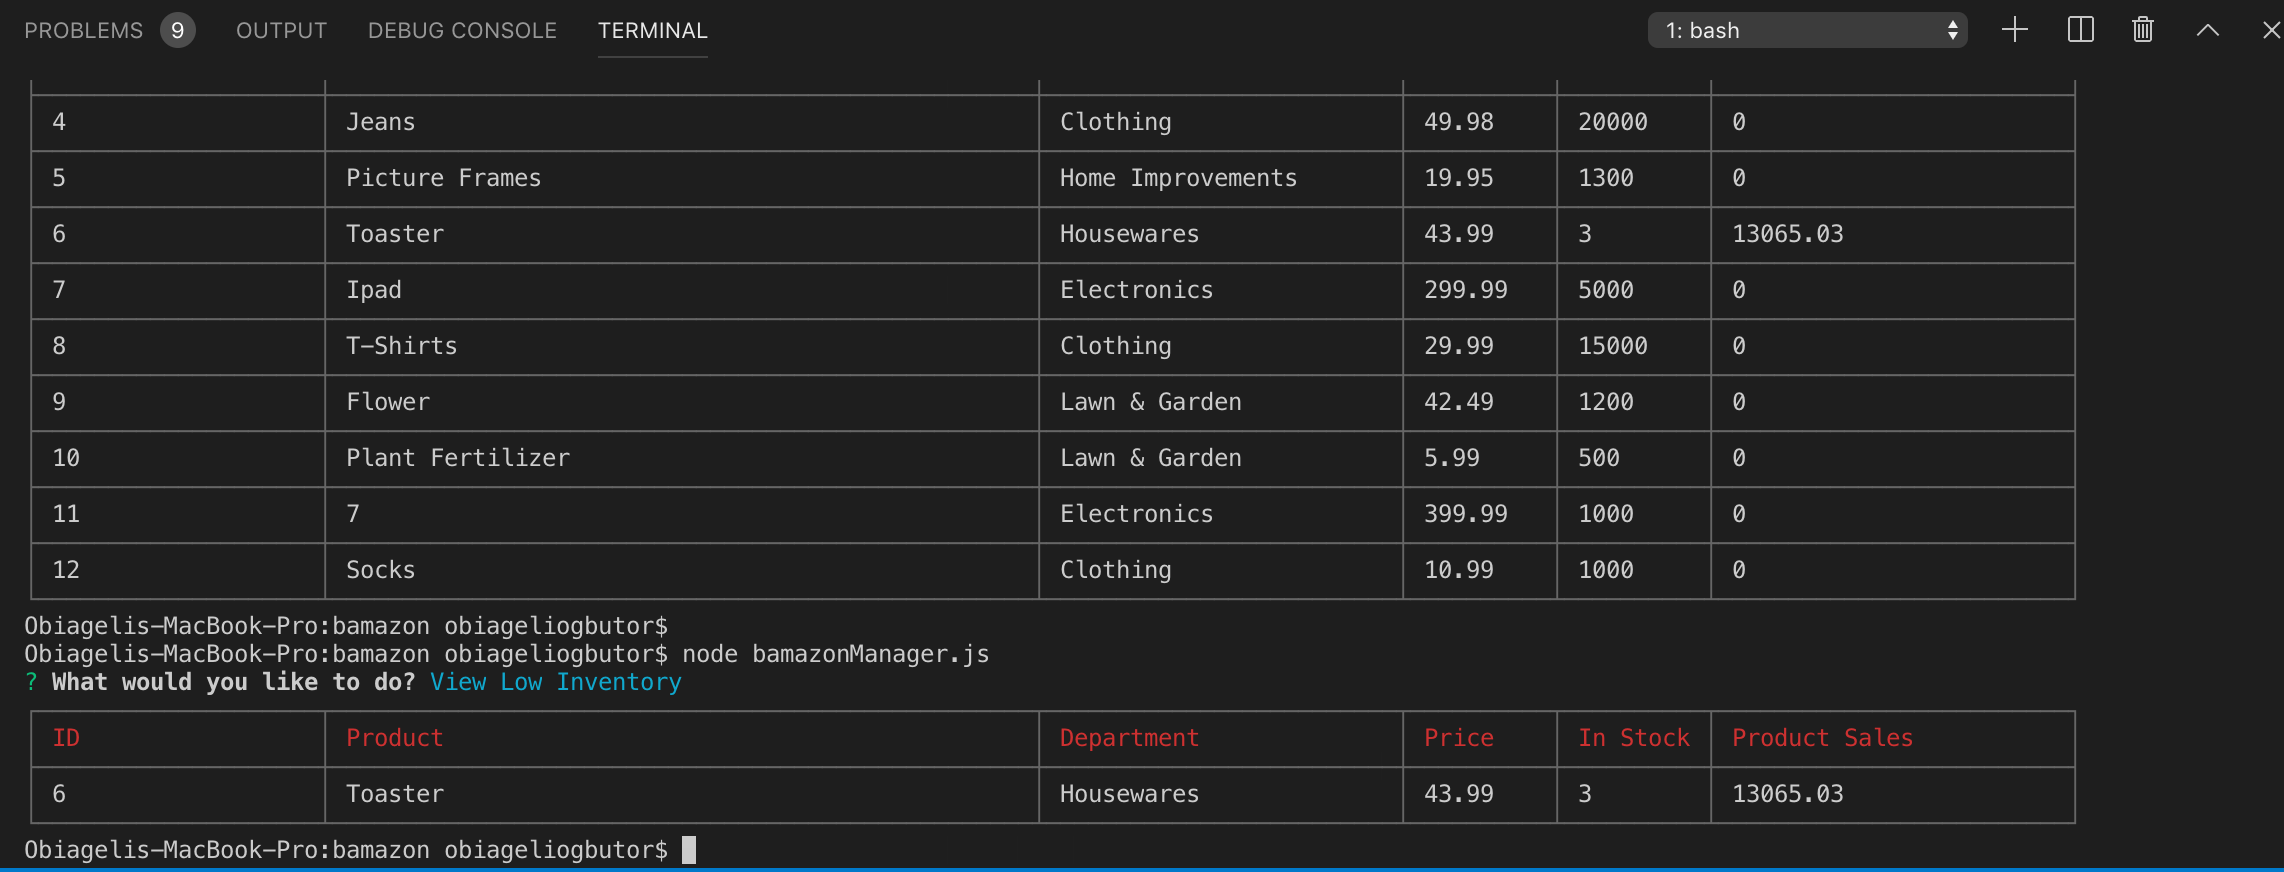 PROBLEMS 9 OUTPUT DEBUG CONSOLE TERMINAL 1: bash
4 Jeans Clothing 49.98 20000 0
5 Picture Frames Home Improvements 19.95 1300 0
6 Toaster Housewares 43.99 3 13065.03
7 Ipad Electronics 299.99 5000 0
8 T-Shirts Clothing 29.99 15000 0
9 Flower Lawn & Garden 42.49 1200 0
10 Plant Fertilizer Lawn & Garden 5.99 500 0
11 7 Electronics 399.99 1000 0
12 Socks Clothing 10.99 1000 0
Obiagelis-MacBook-Pro:bamazon obiageliogbutor$
Obiagelis-MacBook-Pro:bamazon obiageliogbutor$ node bamazonManager.js
? What would you like to do? View Low Inventory
ID Product Department Price In Stock Product Sales
6 Toaster Housewares 43.99 3 13065.03
Obiagelis-MacBook-Pro:bamazon obiageliogbutor$